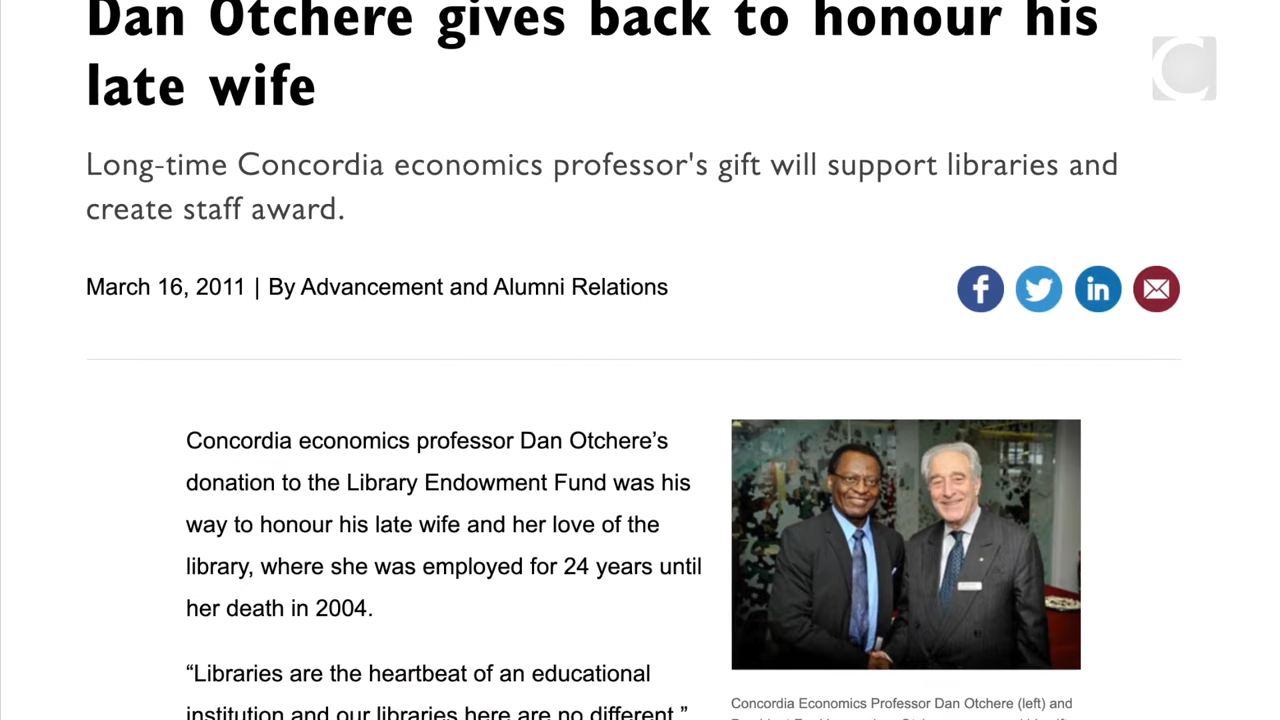 Dan Otchere gives back to honour his
late wife
Long-time Concordia economics professor's gift will support libraries and
create staff award.
March 16, 2011 | By Advancement and Alumni Relations
Concordia economics professor Dan Otchere’s
donation to the Library Endowment Fund was his
way to honour his late wife and her love of the
library, where she was employed for 24 years until
her death in 2004.
“Libraries are the heartbeat of an educational
institution and our libraries here are no different,”
Concordia Economics Professor Dan Otchere (left) and